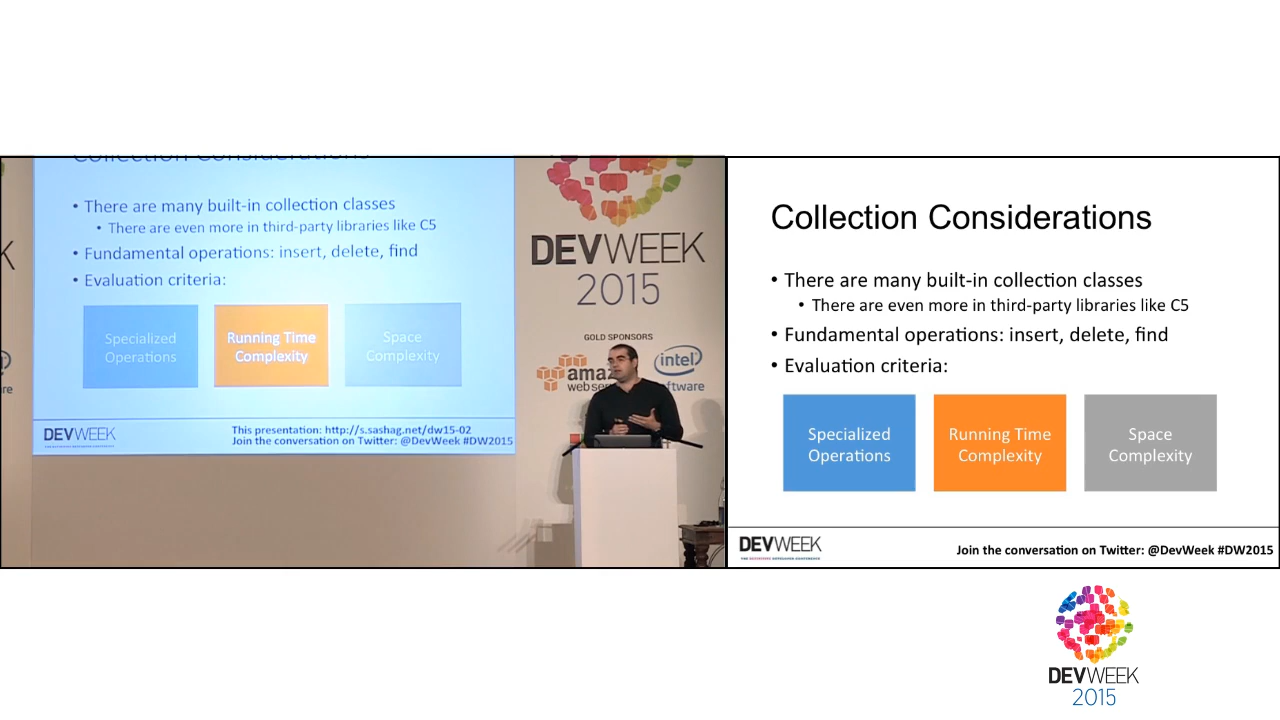 Collection Considerations
• There are many built-in collection classes
• There are even more in third-party libraries like C5
• Fundamental operations: insert, delete, find
• Evaluation criteria:
Specialized
Operations
Running Time
Complexity
Space
Complexity
DEVWEEK
This presentation: http://s.sashag.net/dw15-02
Join the conversation on Twitter: @DevWeek #DW2015
DEVWEEK
2015
GOLD SPONSORS
intel
Collection Considerations
• There are many built-in collection classes
• There are even more in third-party libraries like C5
• Fundamental operations: insert, delete, find
• Evaluation criteria:
Specialized
Operations
Running Time
Complexity
Space
Complexity
DEVWEEK
Join the conversation on Twitter: @DevWeek #DW2015
DEVWEEK
2015